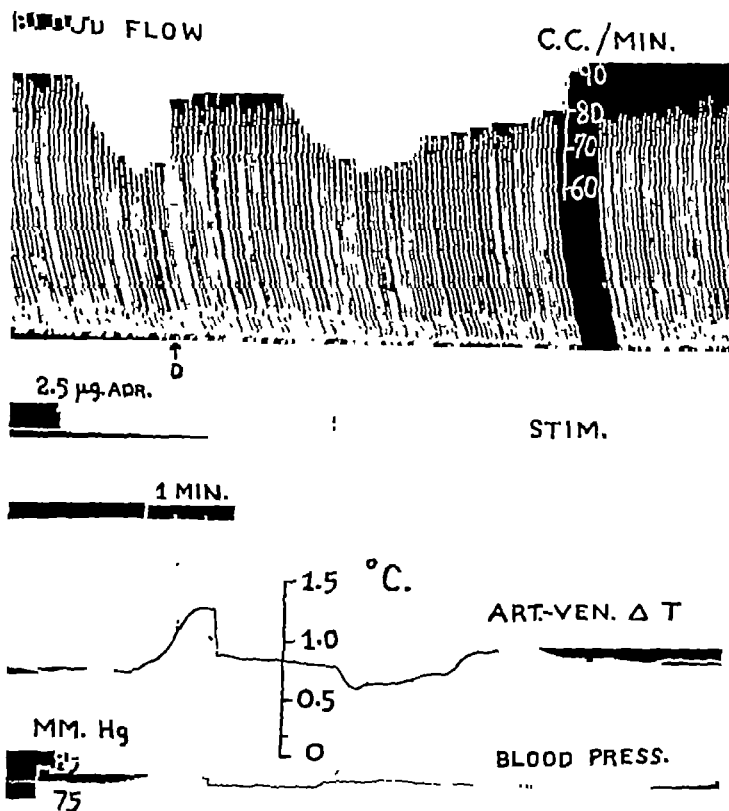 FLOW
C.C./MIN.
90
80
70
60
D
2.5 µg. ADR.
STIM.
1 MIN.
1.5 °C.
1.0
ART.-VEN. Δ T
0.5
0
MM. Hg
BLOOD PRESS.
75